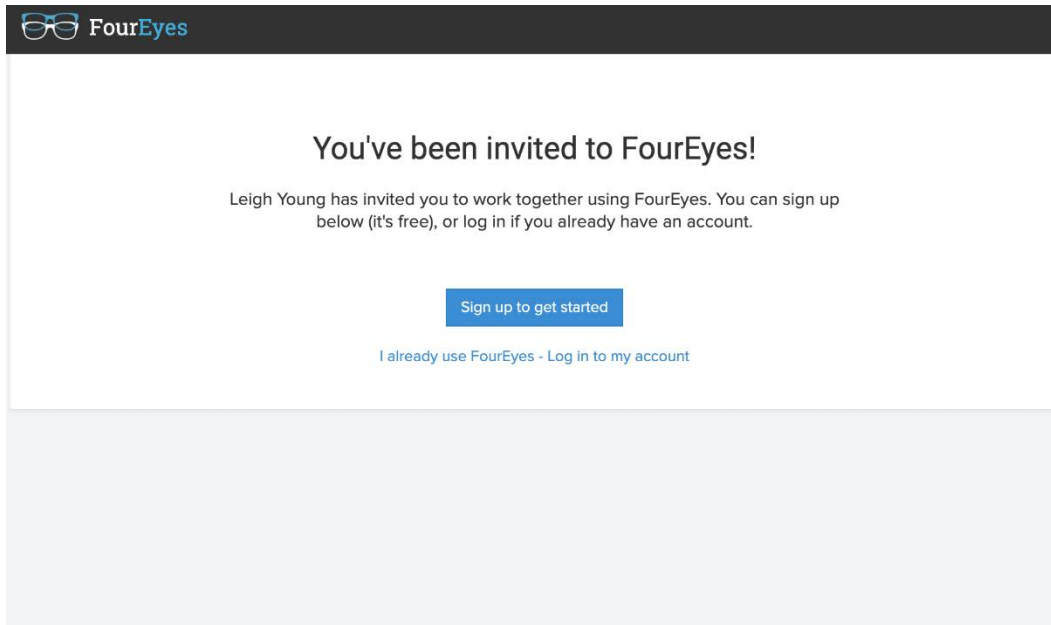 FourEyes
You've been invited to FourEyes!
Leigh Young has invited you to work together using FourEyes. You can sign up
below (it's free), or log in if you already have an account.
Sign up to get started
I already use FourEyes - Log in to my account